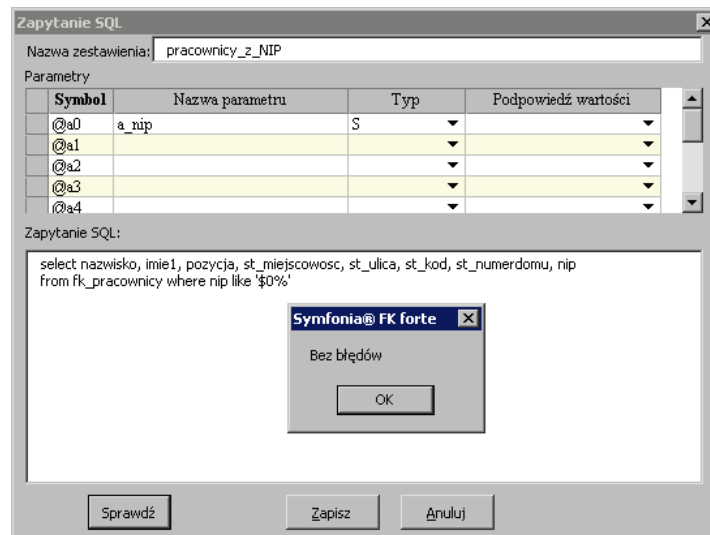 Zapytanie SQL
Nazwa zestawienia: pracownicy_z_NIP
Parametry
Symbol Nazwa parametru Typ Podpowiedź wartości
@a0 a_nip S
@a1
@a2
@a3
@a4
Zapytanie SQL:
select nazwisko, imie1, pozycja, st_miejscowosc, st_ulica, st_kod, st_numerdomu, nip
from fk_pracownicy where nip like '$0%'
Symfonia® FK forte
Bez błędów
OK
Sprawdź Zapisz Anuluj